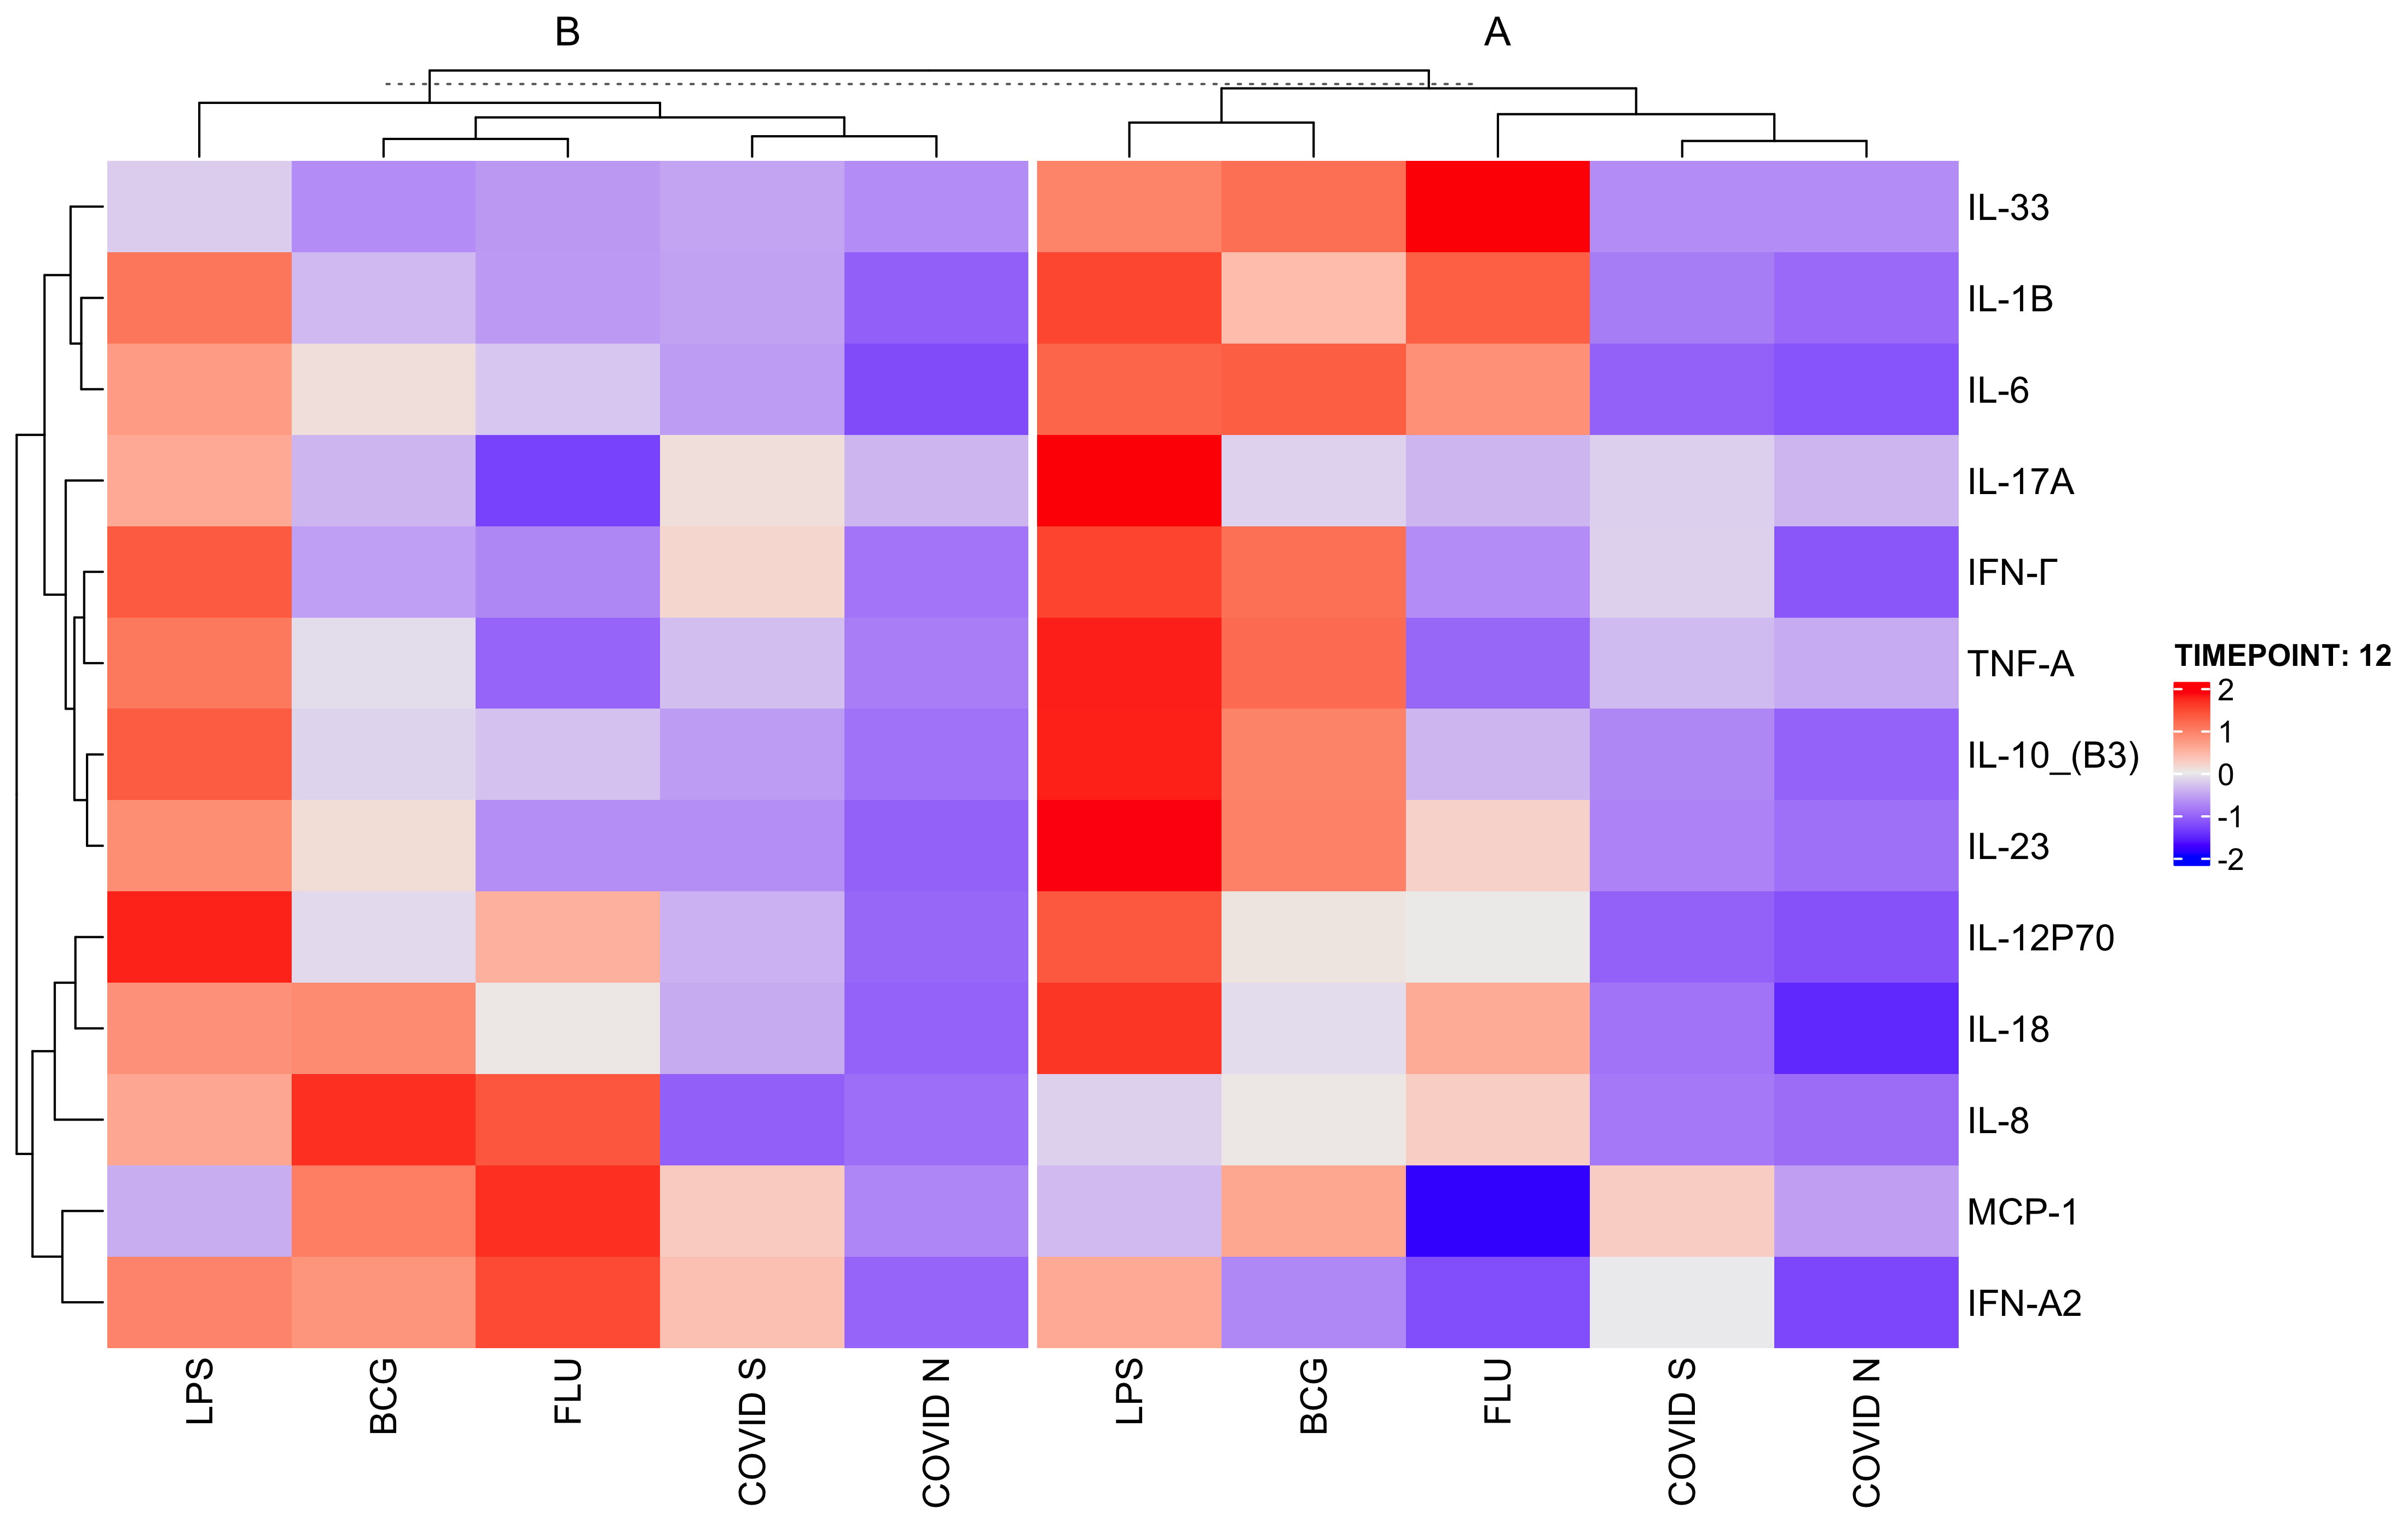 B A
IL-33
IL-1B
IL-6
IL-17A
IFN-Γ
TNF-A
IL-10_(B3)
IL-23
IL-12P70
IL-18
IL-8
MCP-1
IFN-A2
TIMEPOINT: 12
2
1
0
-1
-2
LPS
BCG
FLU
COVID S
COVID N
LPS
BCG
FLU
COVID S
COVID N